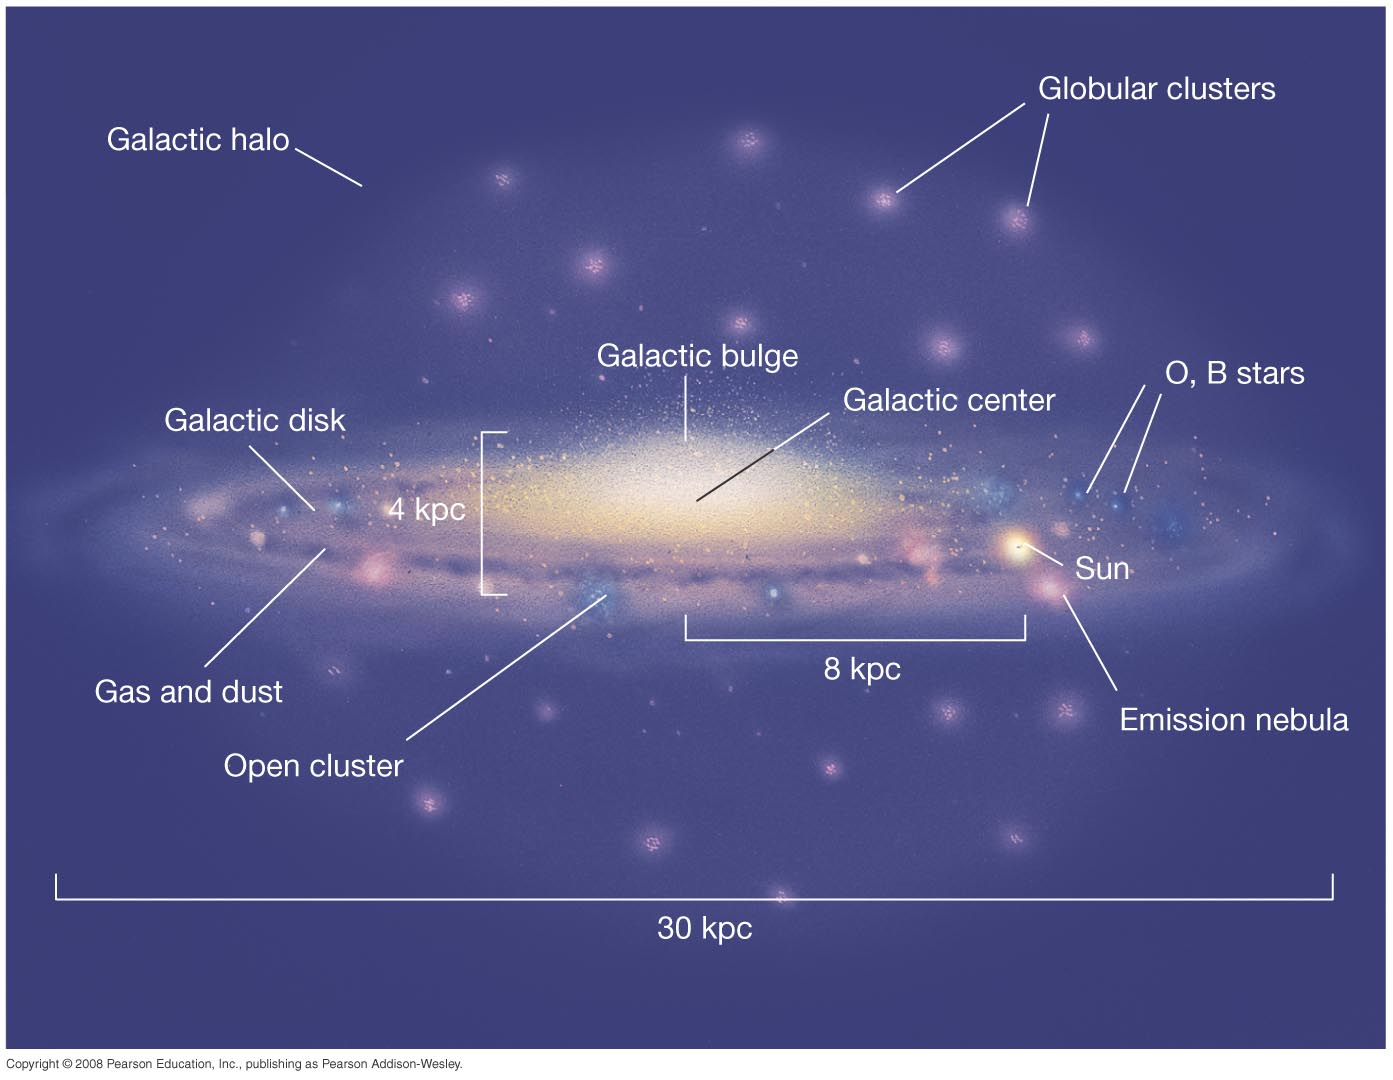 Globular clusters
Galactic halo
Galactic bulge
O, B stars
Galactic center
Galactic disk
4 kpc
Sun
8 kpc
Gas and dust
Emission nebula
Open cluster
30 kpc
Copyright © 2008 Pearson Education, Inc., publishing as Pearson Addison-Wesley.